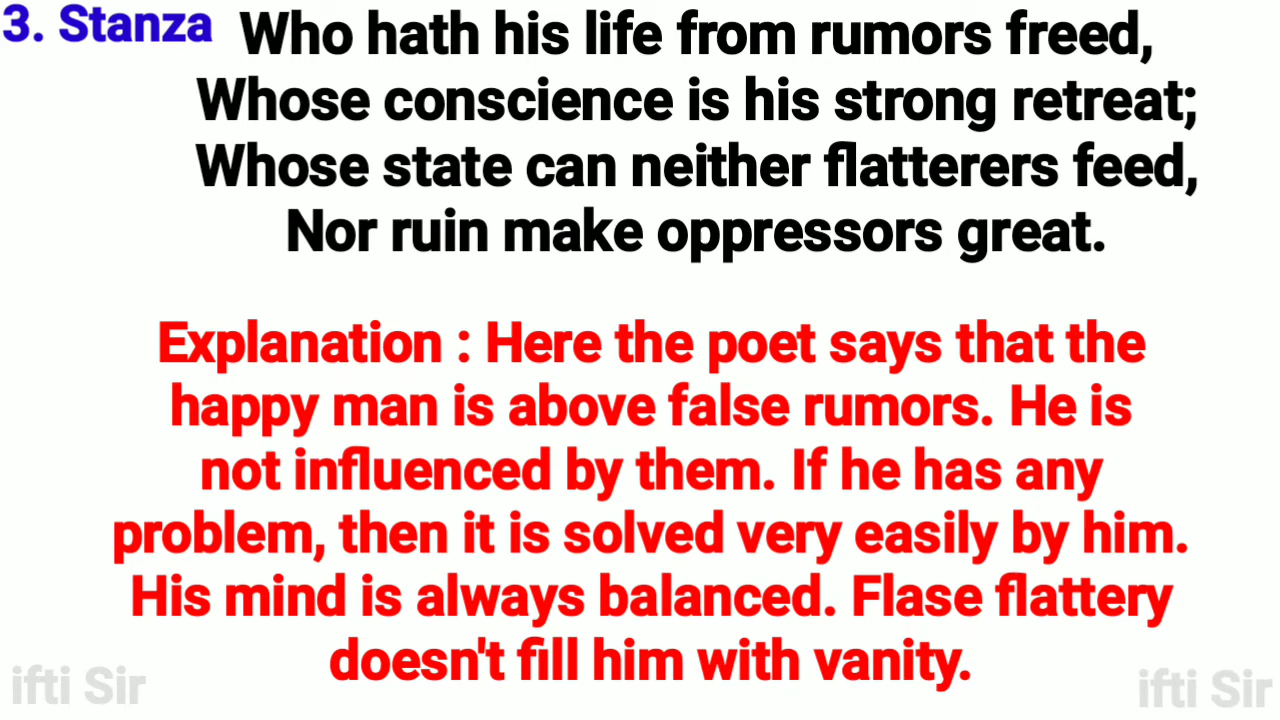 3. Stanza
Who hath his life from rumors freed,
Whose conscience is his strong retreat;
Whose state can neither flatterers feed,
Nor ruin make oppressors great.
Explanation : Here the poet says that the
happy man is above false rumors. He is
not influenced by them. If he has any
problem, then it is solved very easily by him.
His mind is always balanced. Flase flattery
doesn't fill him with vanity.
ifti Sir
ifti Sir